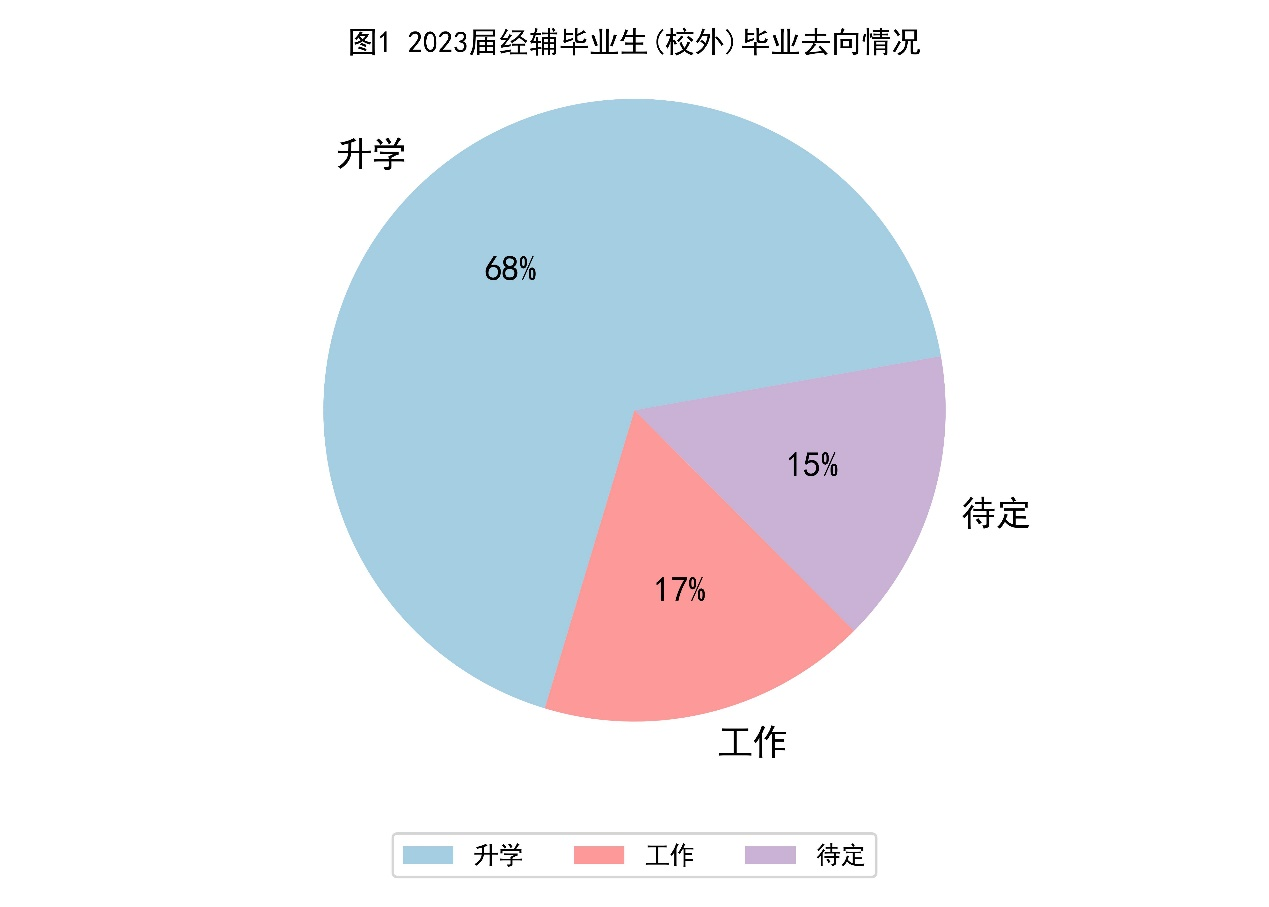 图1 2023届经辅毕业生(校外)毕业去向情况
升学
68%
15%
待定
17%
工作
升学 工作 待定